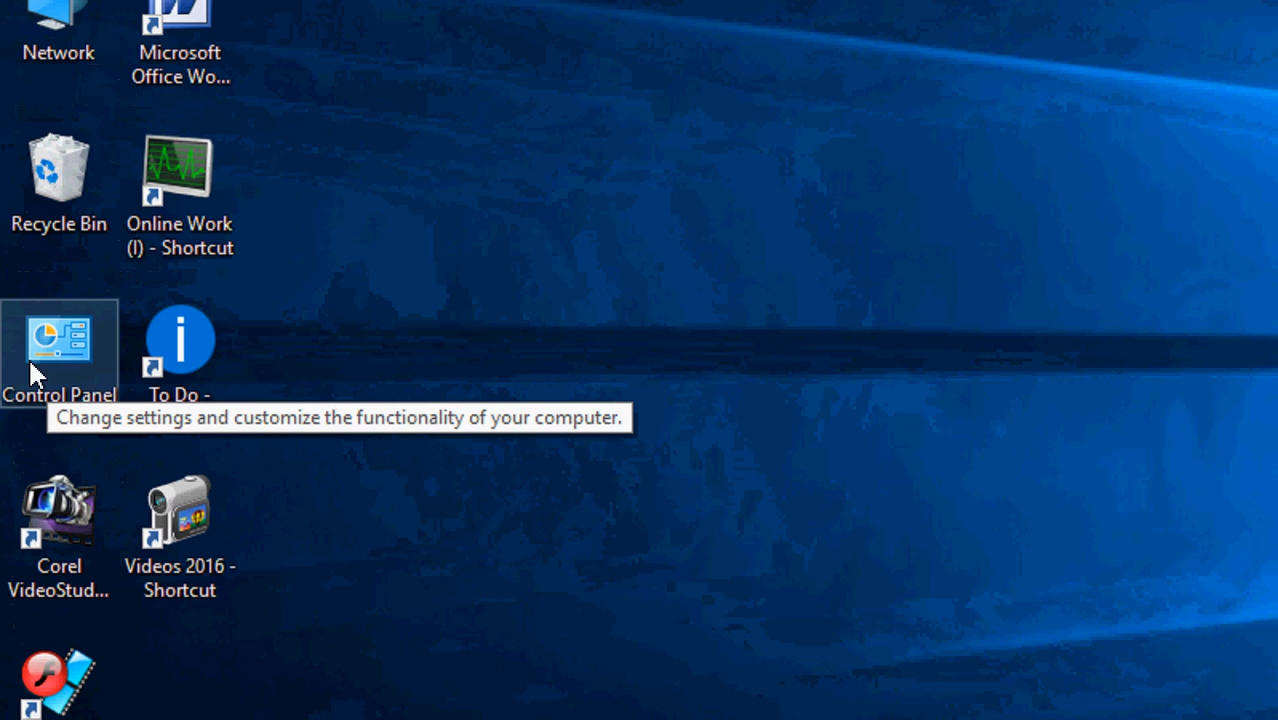 Network
Microsoft
Office Wo...
Recycle Bin
Online Work
(I) - Shortcut
Control Panel
To Do -
Change settings and customize the functionality of your computer.
Corel
VideoStud...
Videos 2016 -
Shortcut